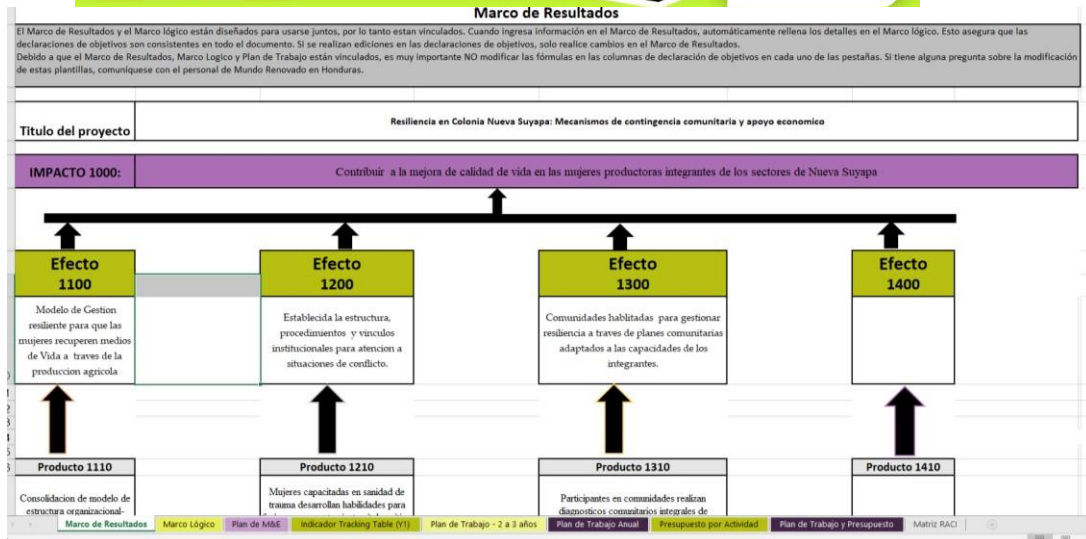 Marco de Resultados
El Marco de Resultados y el Marco lógico están diseñados para usarse juntos, por lo tanto estan vinculados. Cuando ingresa información en el Marco de Resultados, automáticamente rellena los detalles en el Marco lógico. Esto asegura que las
declaraciones de objetivos son consistentes en todo el documento. Si se realizan ediciones en las declaraciones de objetivos, solo realice cambios en el Marco de Resultados.
Debido a que el Marco de Resultados, Marco Logico y Plan de Trabajo están vinculados, es muy importante NO modificar las fórmulas en las columnas de declaración de objetivos en cada uno de las pestañas. Si tiene alguna pregunta sobre la modificación
de estas plantillas, comuníquese con el personal de Mundo Renovado en Honduras.
Titulo del proyecto
Resiliencia en Colonia Nueva Suyapa: Mecanismos de contingencia comunitaria y apoyo economico
IMPACTO 1000:
Contribuir a la mejora de calidad de vida en las mujeres productoras integrantes de los sectores de Nueva Suyapa
Efecto
1100
Modelo de Gestion
resiliente para que las
mujeres recuperen medios
de Vida a traves de la
produccion agricola
Efecto
1200
Establecida la estructura,
procedimientos y vinculos
institucionales para atencion a
situaciones de conflicto.
Efecto
1300
Comunidades habilitadas para gestionar
resiliencia a traves de planes comunitarias
adaptados a las capacidades de los
integrantes.
Efecto
1400
Producto 1110
Consolidacion de modelo de
estructura organizacional-
Producto 1210
Mujeres capacitadas en sanidad de
trauma desarrollan habilidades para
Producto 1310
Participantes en comunidades realizan
diagnosticos comunitarios integrales de
Producto 1410
Marco de Resultados
Marco Lógico
Plan de M&E
Indicador Tracking Table (Y1)
Plan de Trabajo - 2 a 3 años
Plan de Trabajo Anual
Presupuesto por Actividad
Plan de Trabajo y Presupuesto
Matriz RACI